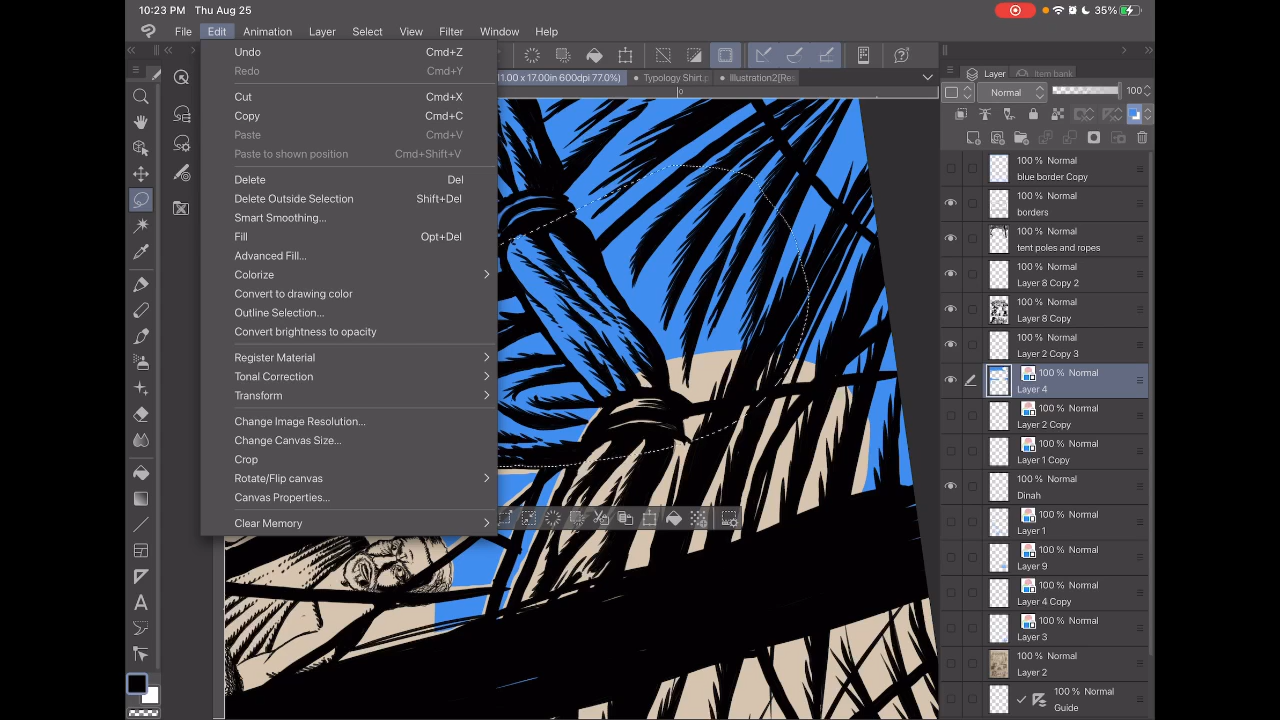 10:23 PM Thu Aug 25
35%
File Edit Animation Layer Select View Filter Window Help
11.00 x 17.00in 600dpi 77.0%)
Typology Shirt.p
Illustration2[Res
0
Undo Cmd+Z
Redo Cmd+Y
Cut Cmd+X
Copy Cmd+C
Paste Cmd+V
Paste to shown position Cmd+Shift+V
Delete Del
Delete Outside Selection Shift+Del
Smart Smoothing...
Fill Opt+Del
Advanced Fill...
Colorize
Convert to drawing color
Outline Selection...
Convert brightness to opacity
Register Material
Tonal Correction
Transform
Change Image Resolution...
Change Canvas Size...
Crop
Rotate/Flip canvas
Canvas Properties...
Clear Memory
Layer Item bank
Normal 100
100 % Normal
blue border Copy
100 % Normal
borders
100 % Normal
tent poles and ropes
100 % Normal
Layer 8 Copy 2
100 % Normal
Layer 8 Copy
100 % Normal
Layer 2 Copy 3
100 % Normal
Layer 4
100 % Normal
Layer 2 Copy
100 % Normal
Layer 1 Copy
100 % Normal
Dinah
100 % Normal
Layer 1
100 % Normal
Layer 9
100 % Normal
Layer 4 Copy
100 % Normal
Layer 3
100 % Normal
Layer 2
100 % Normal
Guide